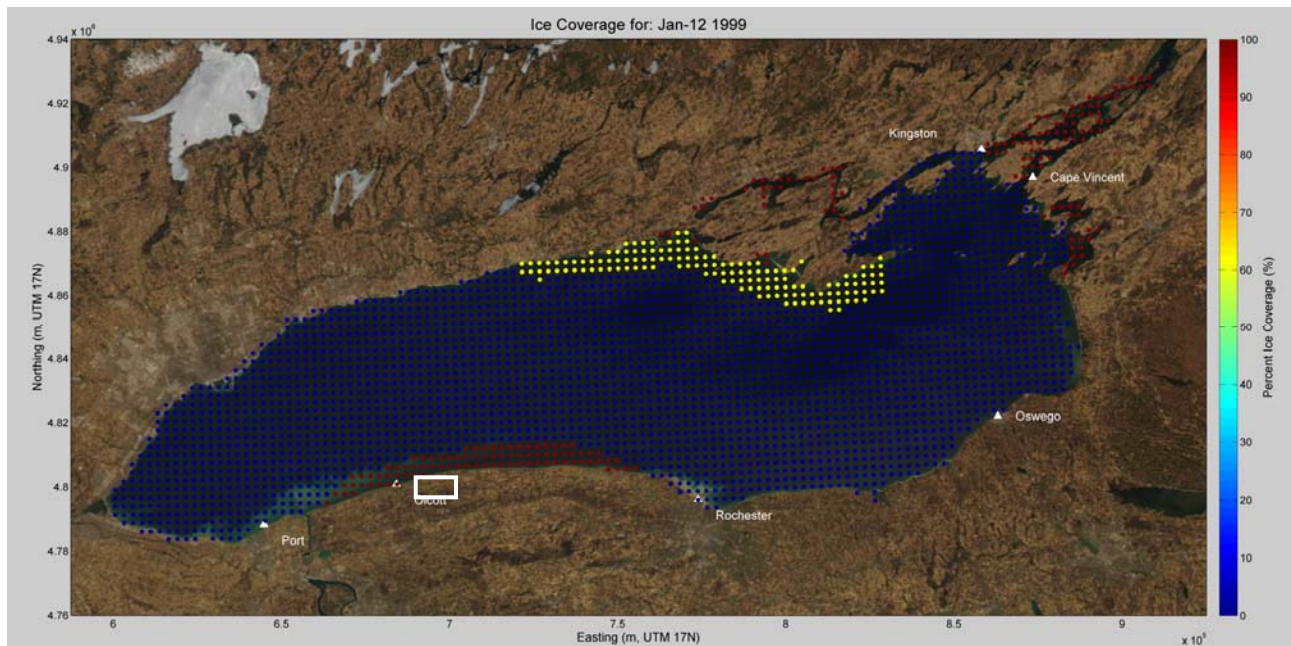 Ice Coverage for: Jan-12 1999
x 10⁶
4.94
4.92
4.9
4.88
4.86
4.84
4.82
4.8
4.78
4.76
Northing (m, UTM 17N)
Kingston
Cape Vincent
Oswego
Olcott
Rochester
Port
6
6.5
7
7.5
8
8.5
9
Easting (m, UTM 17N)
x 10⁵
100
90
80
70
60
50
40
30
20
10
0
Percent Ice Coverage (%)